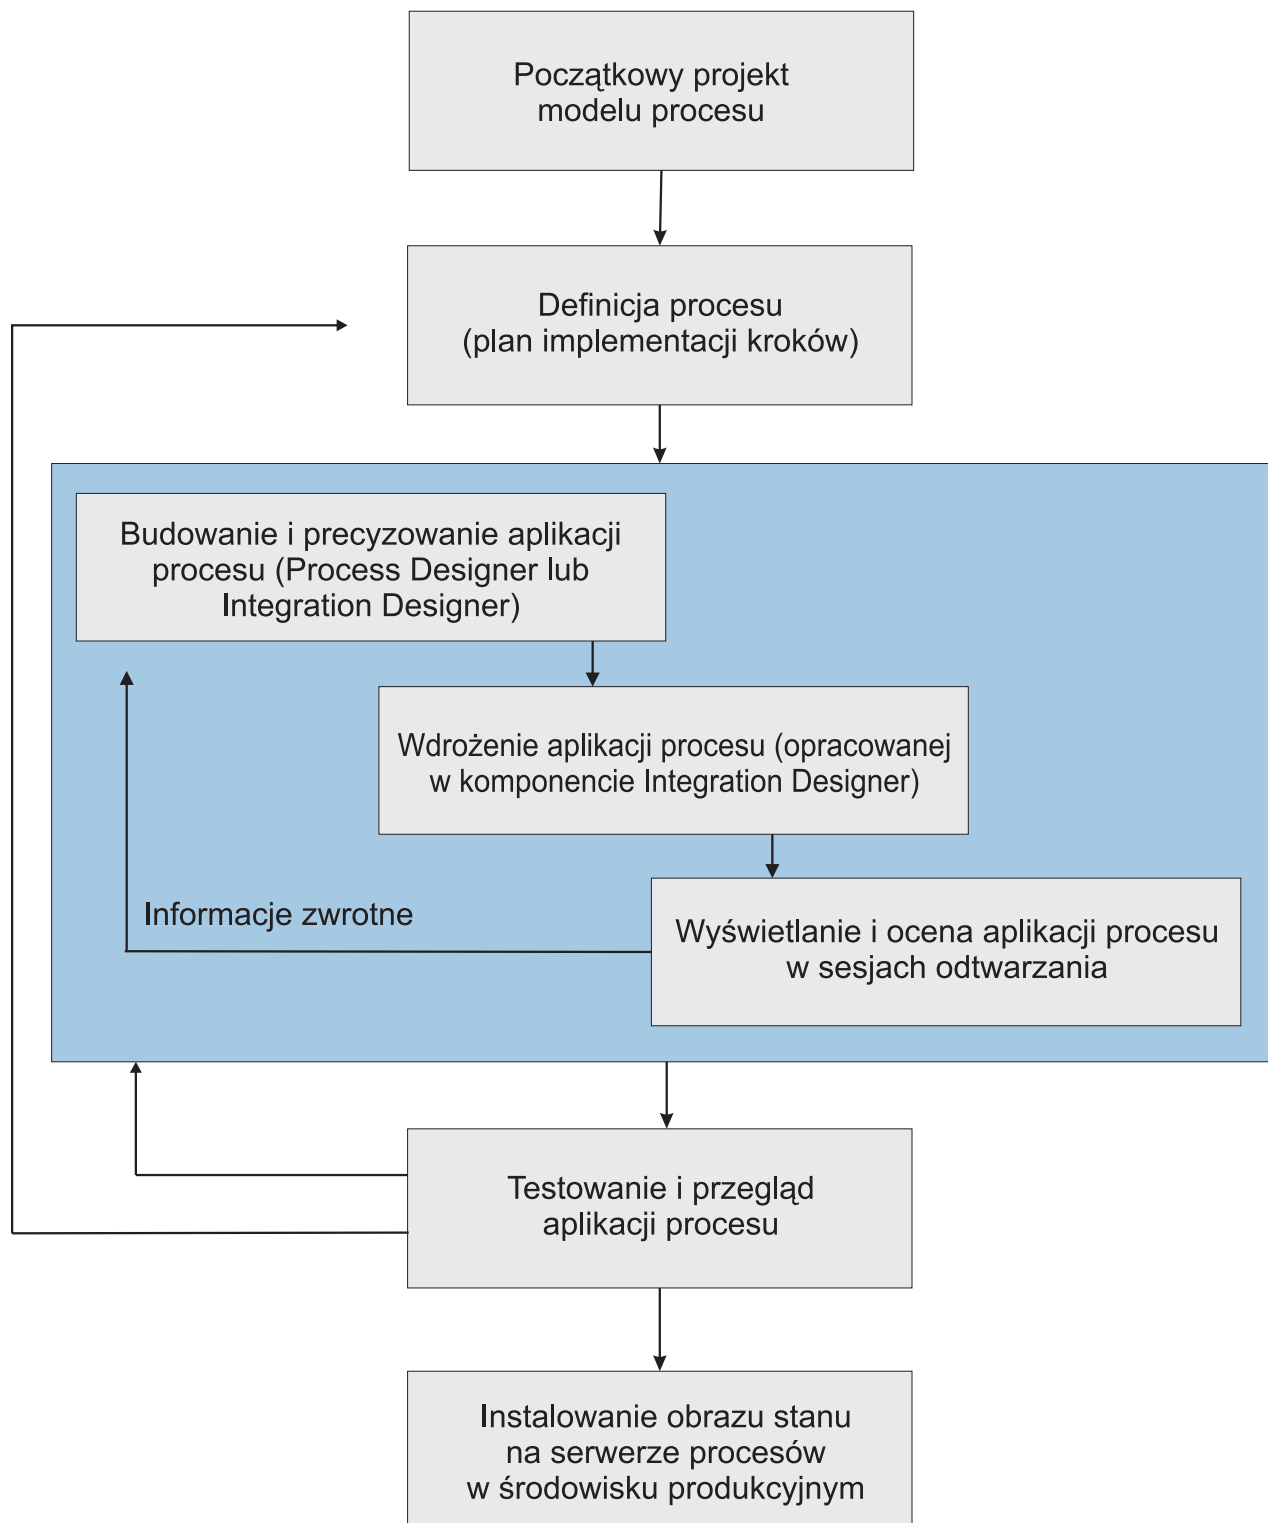 Początkowy projekt
modelu procesu
Definicja procesu
(plan implementacji kroków)
Budowanie i precyzowanie aplikacji
procesu (Process Designer lub
Integration Designer)
Wdrożenie aplikacji procesu (opracowanej
w komponencie Integration Designer)
Informacje zwrotne
Wyświetlanie i ocena aplikacji procesu
w sesjach odtwarzania
Testowanie i przegląd
aplikacji procesu
Instalowanie obrazu stanu
na serwerze procesów
w środowisku produkcyjnym